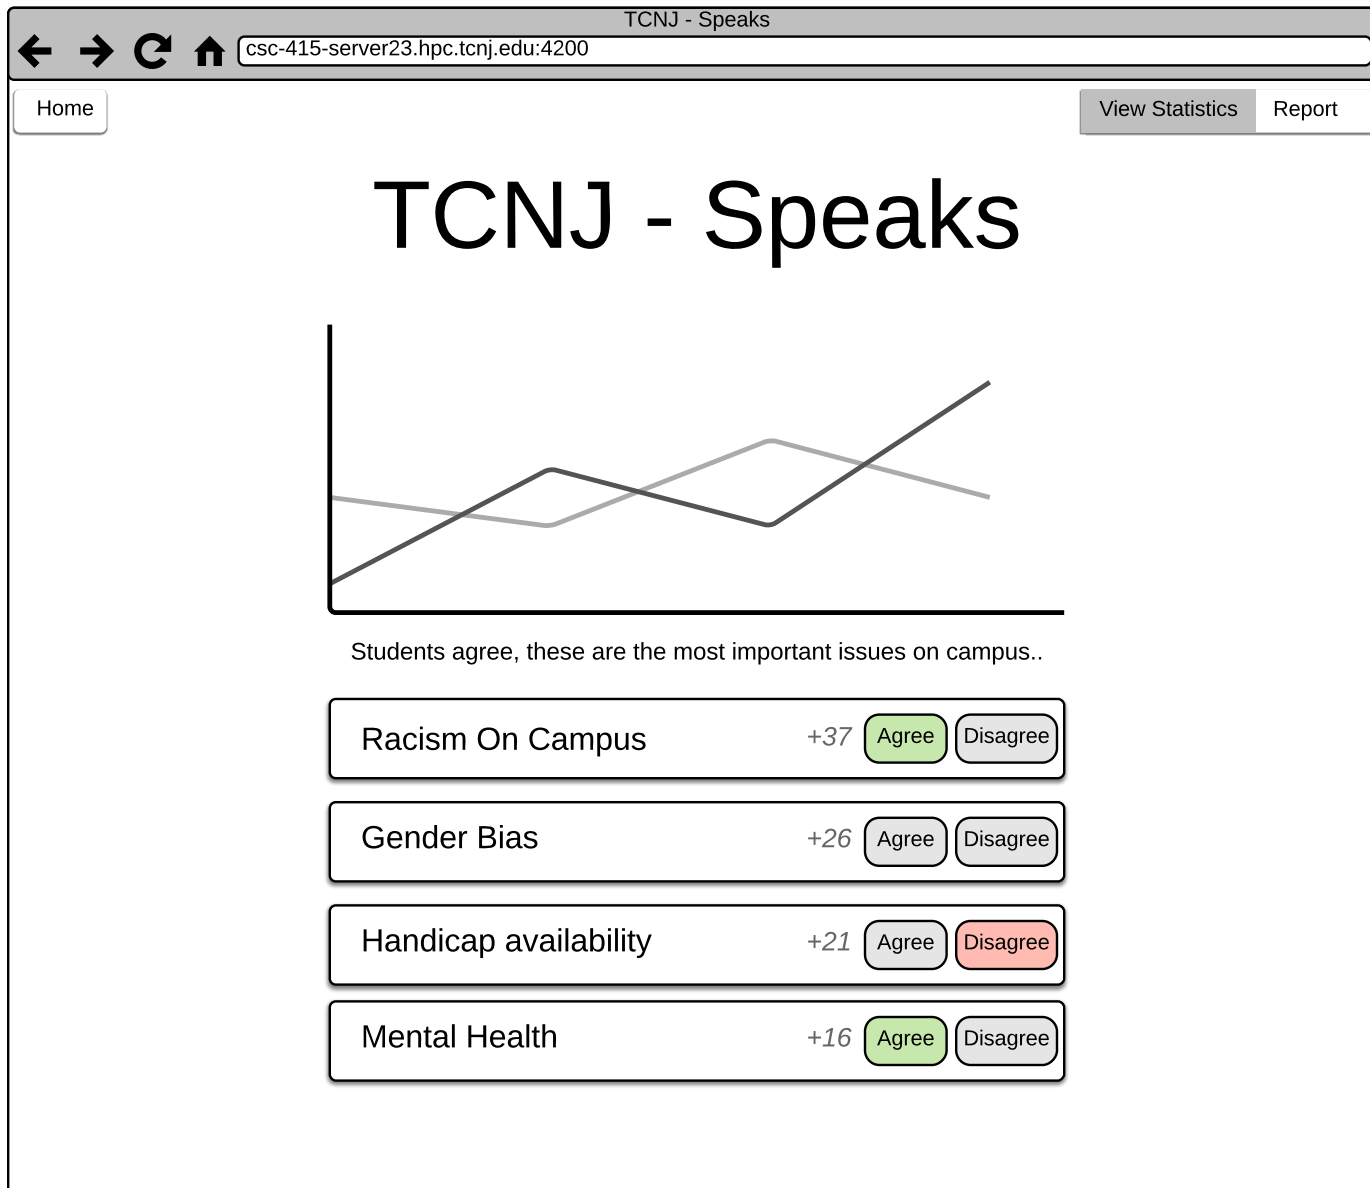 TCNJ - Speaks
csc-415-server23.hpc.tcnj.edu:4200
Home View Statistics Report
TCNJ - Speaks
Students agree, these are the most important issues on campus..
Racism On Campus +37 Agree Disagree
Gender Bias +26 Agree Disagree
Handicap availability +21 Agree Disagree
Mental Health +16 Agree Disagree